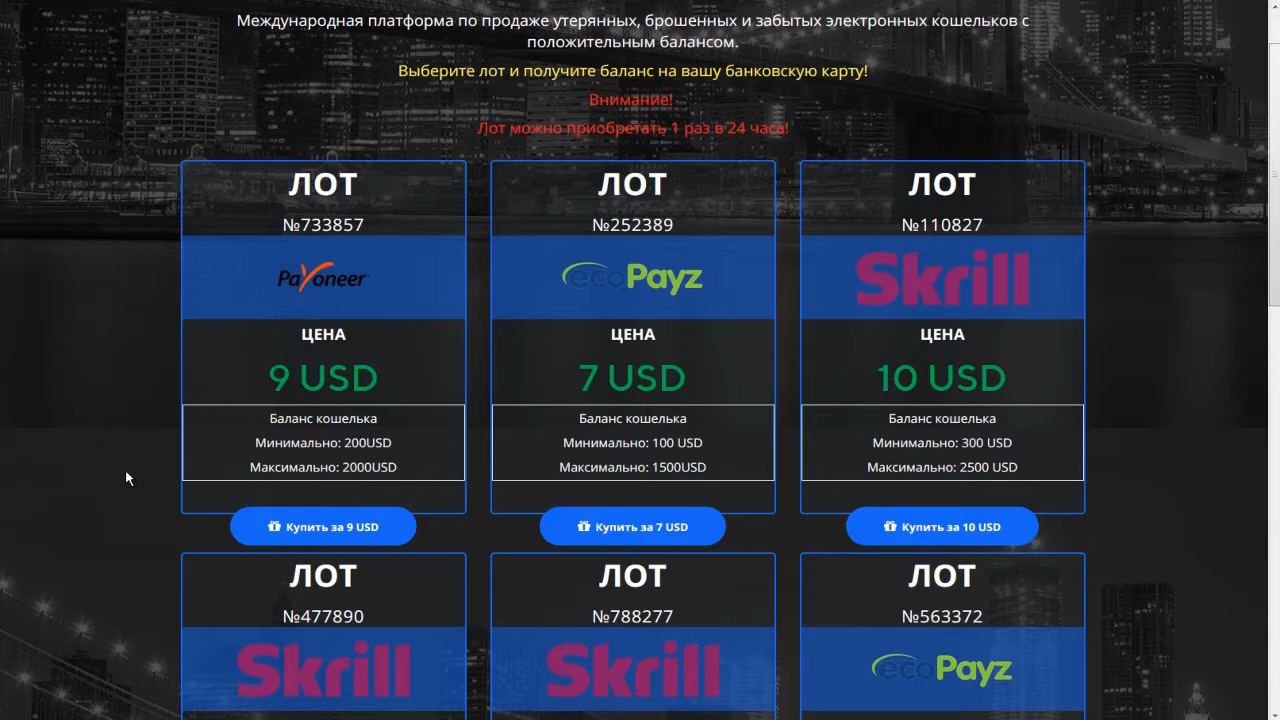 Международная платформа по продаже утерянных, брошенных и забытых электронных кошельков с
положительным балансом.
Выберите лот и получите баланс на вашу банковскую карту!
Внимание!
Лот можно приобретать 1 раз в 24 часа!
ЛОТ
№733857
Payoneer
ЦЕНА
9 USD
Баланс кошелька
Минимально: 200USD
Максимально: 2000USD
Купить за 9 USD
ЛОТ
№252389
ecoPayz
ЦЕНА
7 USD
Баланс кошелька
Минимально: 100 USD
Максимально: 1500USD
Купить за 7 USD
ЛОТ
№110827
Skrill
ЦЕНА
10 USD
Баланс кошелька
Минимально: 300 USD
Максимально: 2500 USD
Купить за 10 USD
ЛОТ
№477890
Skrill
ЛОТ
№788277
Skrill
ЛОТ
№563372
ecoPayz